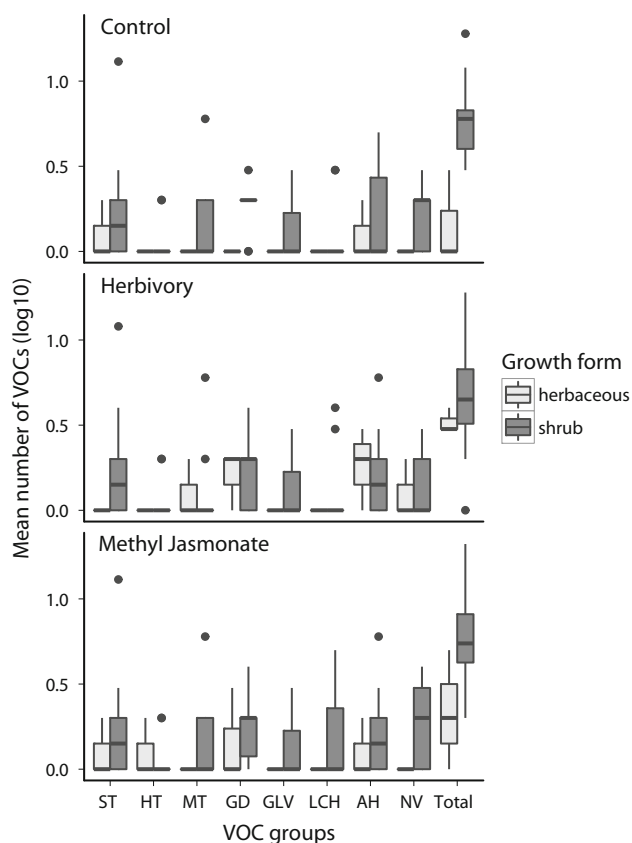 Control
1.0
0.5
0.0
Herbivory
1.0
0.5
0.0
Methyl Jasmonate
1.0
0.5
0.0
Mean number of VOCs (log10)
ST HT MT GD GLV LCH AH NV Total
VOC groups
Growth form
herbaceous
shrub